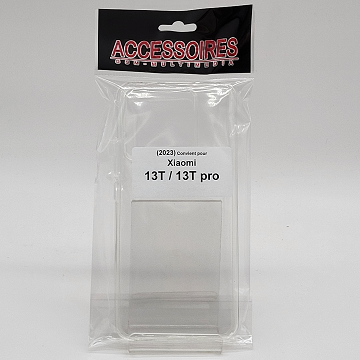 ACCESSOIRES
GSM-MULTIMEDIA
(2023) Convient pour
Xiaomi
13T / 13T pro